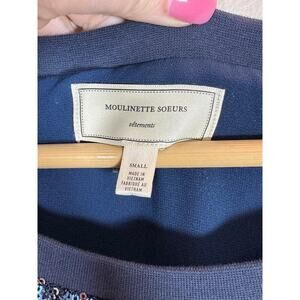 MOULINETTE SOEURS
vêtements
SMALL
MADE IN
VIETNAM
FABRIQUÉ AU
VIETNAM